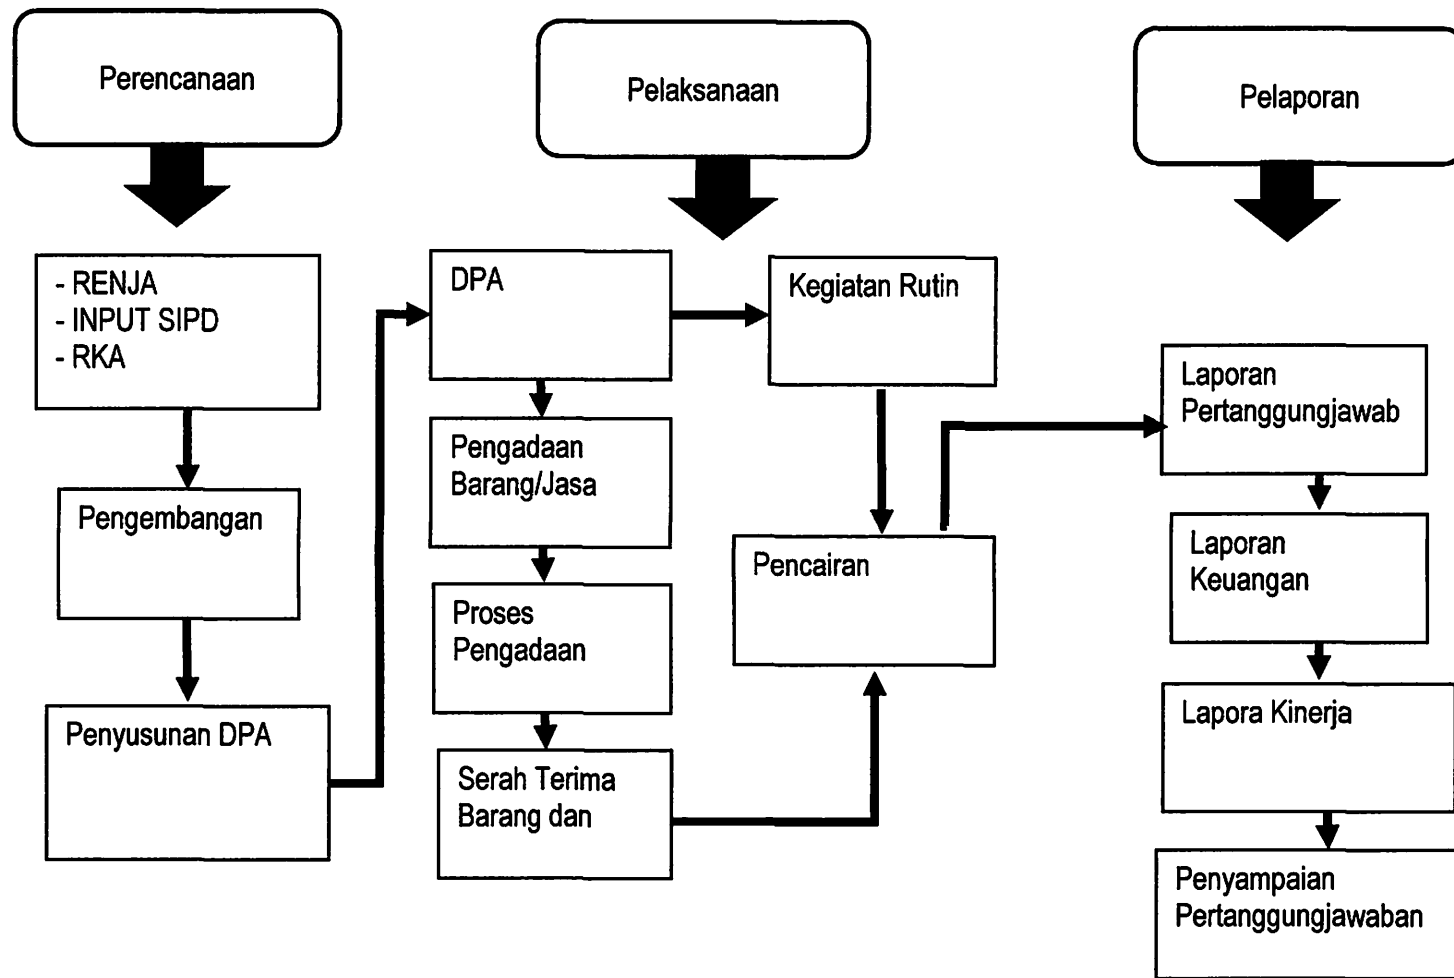 Perencanaan
Pelaksanaan
Pelaporan
- RENJA
- INPUT SIPD
- RKA
Pengembangan
Penyusunan DPA
DPA
Pengadaan
Barang/Jasa
Proses
Pengadaan
Serah Terima
Barang dan
Kegiatan Rutin
Pencairan
Laporan
Pertanggungjawab
Laporan
Keuangan
Lapora Kinerja
Penyampaian
Pertanggungjawaban